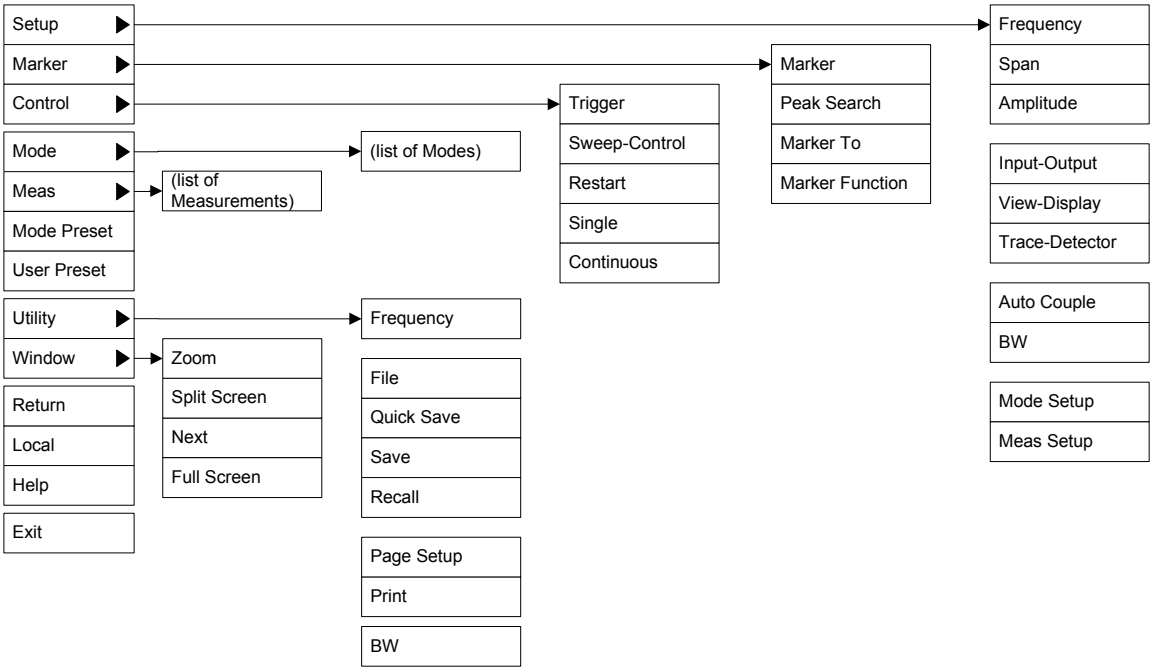 Setup
Marker
Control
Mode
Meas
Mode Preset
User Preset
Utility
Window
Return
Local
Help
Exit
(list of
Measurements)
Zoom
Split Screen
Next
Full Screen
(list of Modes)
Frequency
File
Quick Save
Save
Recall
Page Setup
Print
BW
Trigger
Sweep-Control
Restart
Single
Continuous
Marker
Peak Search
Marker To
Marker Function
Frequency
Span
Amplitude
Input-Output
View-Display
Trace-Detector
Auto Couple
BW
Mode Setup
Meas Setup